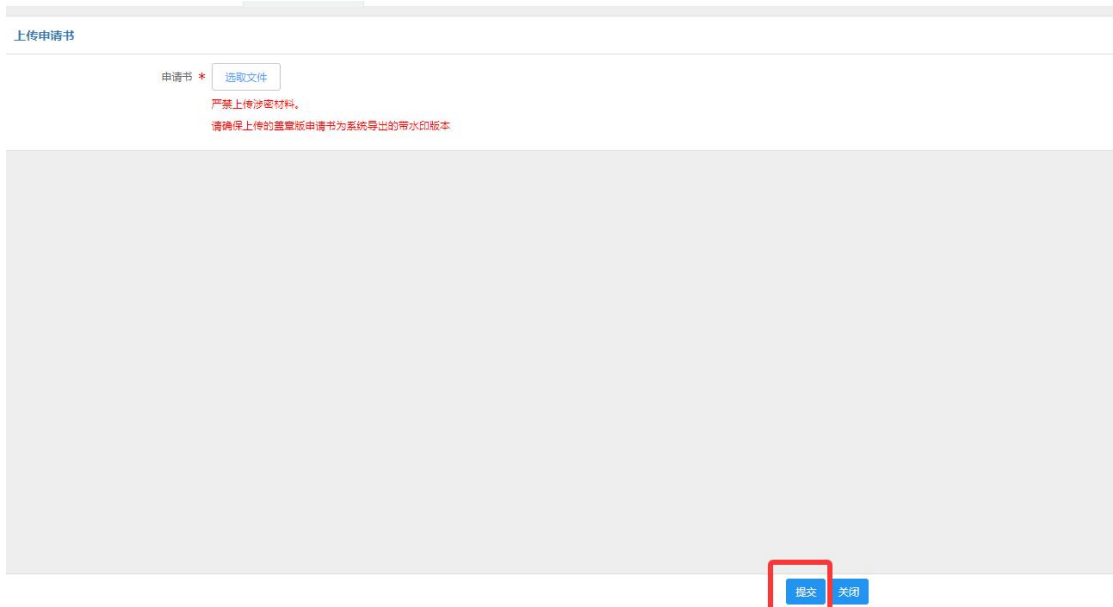 上传申请书
申请书 * 选取文件
严禁上传涉密材料。
请确保上传的盖章版申请书为系统导出的带水印版本
提交 关闭